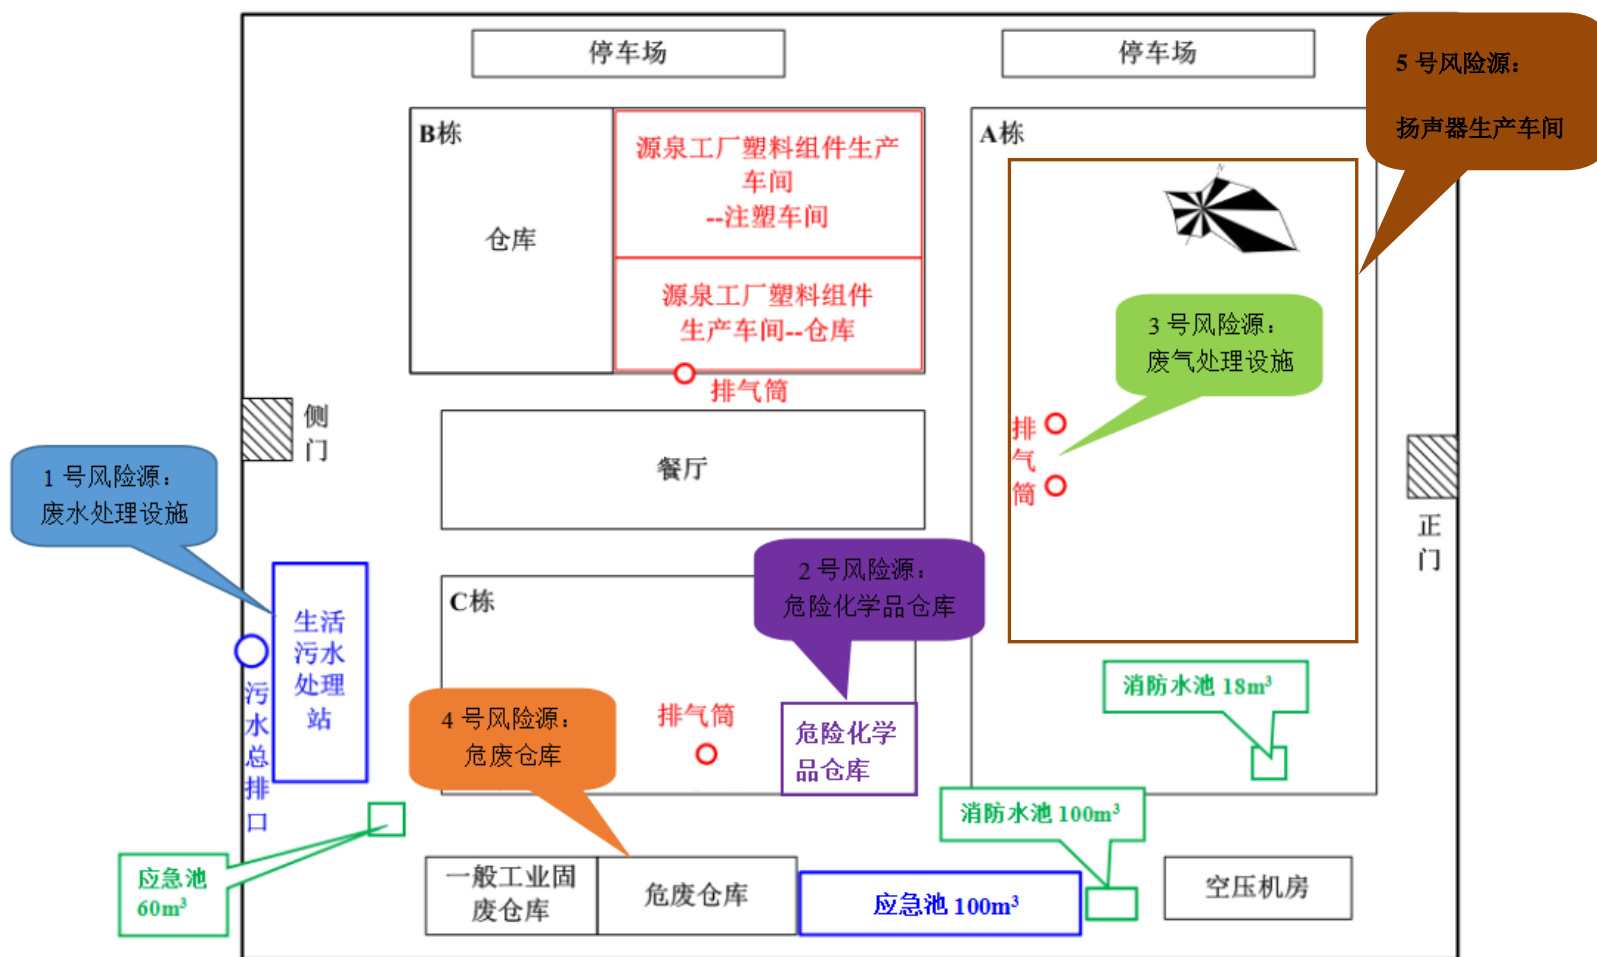 停车场
停车场
5 号风险源：
扬声器生产车间
B栋
源泉工厂塑料组件生产
车间
--注塑车间
仓库
源泉工厂塑料组件
生产车间--仓库
排气筒
A栋
N
3 号风险源：
废气处理设施
排
气
筒
侧
门
餐厅
正
门
1 号风险源：
废水处理设施
生活
污水
处理
站
污
水
总
排
口
C栋
2 号风险源：
危险化学品仓库
4 号风险源：
危废仓库
排气筒
危险化学
品仓库
消防水池 18m³
消防水池 100m³
应急池
60m³
一般工业固
废仓库
危废仓库
应急池 100m³
空压机房